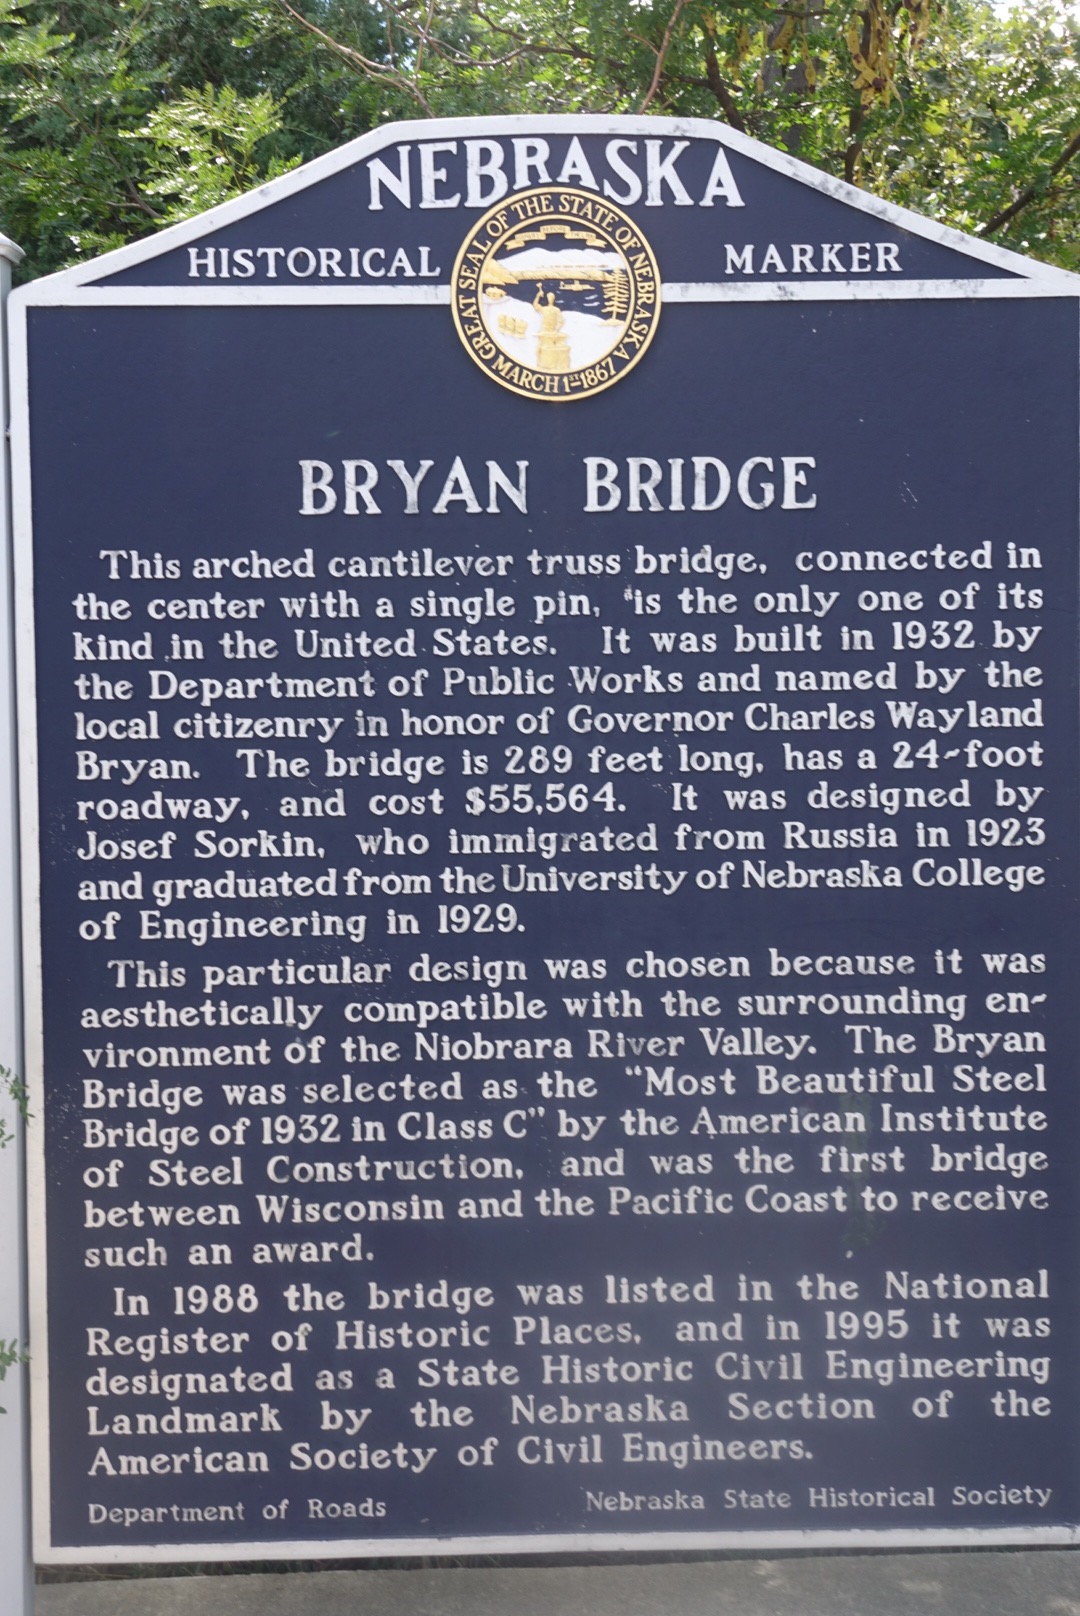 NEBRASKA
HISTORICAL MARKER
GREAT SEAL OF THE STATE OF NEBRASKA
MARCH 1ST 1867
BRYAN BRIDGE
This arched cantilever truss bridge, connected in
the center with a single pin, is the only one of its
kind in the United States. It was built in 1932 by
the Department of Public Works and named by the
local citizenry in honor of Governor Charles Wayland
Bryan. The bridge is 289 feet long, has a 24-foot
roadway, and cost $55,564. It was designed by
Josef Sorkin, who immigrated from Russia in 1923
and graduated from the University of Nebraska College
of Engineering in 1929.
This particular design was chosen because it was
aesthetically compatible with the surrounding en-
vironment of the Niobrara River Valley. The Bryan
Bridge was selected as the "Most Beautiful Steel
Bridge of 1932 in Class C" by the American Institute
of Steel Construction, and was the first bridge
between Wisconsin and the Pacific Coast to receive
such an award.
In 1988 the bridge was listed in the National
Register of Historic Places, and in 1995 it was
designated as a State Historic Civil Engineering
Landmark by the Nebraska Section of the
American Society of Civil Engineers.
Department of Roads Nebraska State Historical Society